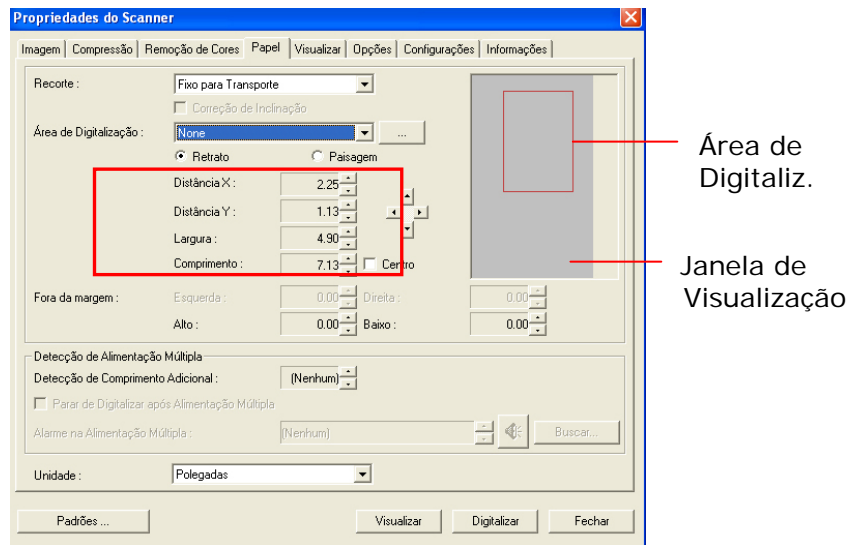 Propriedades do Scanner
Imagem Compressão Remoção de Cores Papel Visualizar Opções Configurações Informações
Recorte : Fixo para Transporte
Correção de Inclinação
Área de Digitalização : None ...
Retrato Paisagem
Distância X : 2.25
Distância Y : 1.13
Largura : 4.90
Comprimento : 7.13 Centro
Fora da margem : Esquerda : 0.00 Direita : 0.00
Alto : 0.00 Baixo : 0.00
Detecção de Alimentação Múltipla
Detecção de Comprimento Adicional : (Nenhum)
Parar de Digitalizar após Alimentação Múltipla
Alarme na Alimentação Múltipla : (Nenhum) Buscar...
Unidade : Polegadas
Padrões ... Visualizar Digitalizar Fechar
Área de
Digitaliz.
Janela de
Visualização